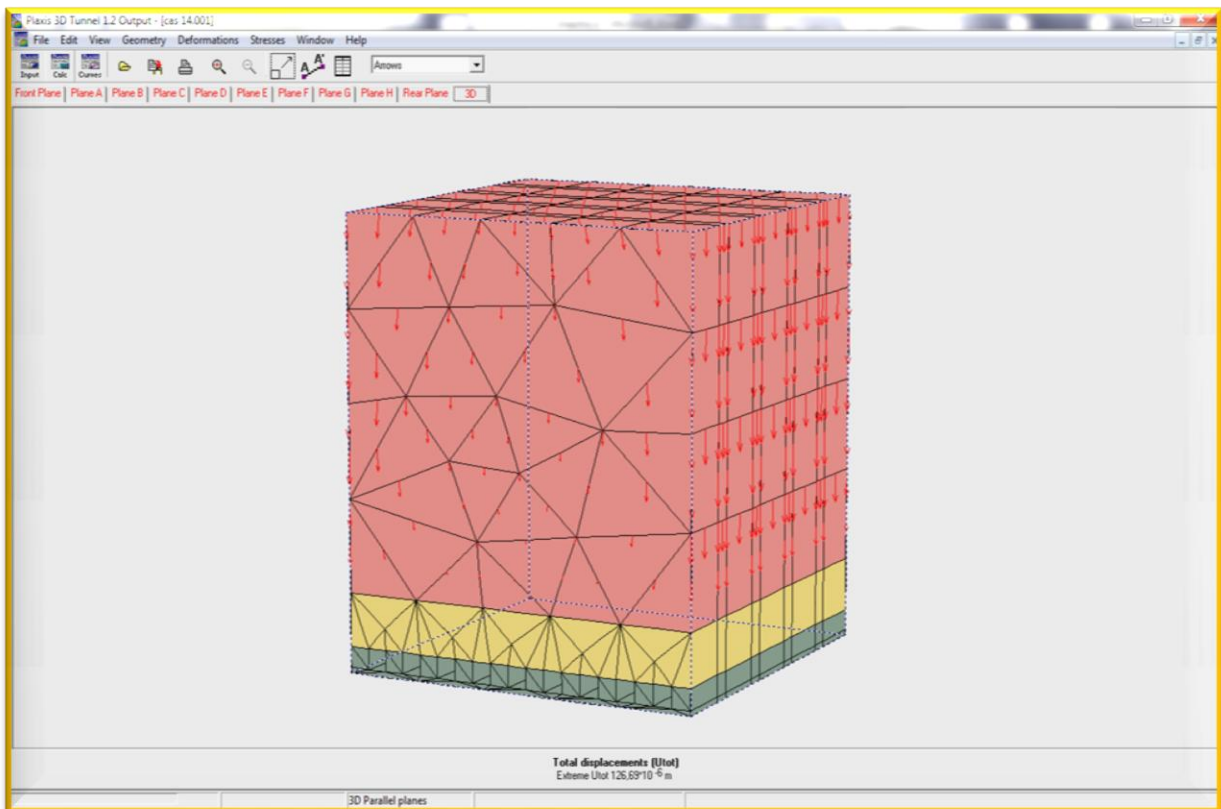 Plaxis 3D Tunnel 1.2 Output - [cas 14.001]
File Edit View Geometry Deformations Stresses Window Help
Input Calc Curves A A* Arrows
Front Plane Plane A Plane B Plane C Plane D Plane E Plane F Plane G Plane H Rear Plane 3D
Total displacements (Utot)
Extreme Utot 126,69*10-6 m
3D Parallel planes